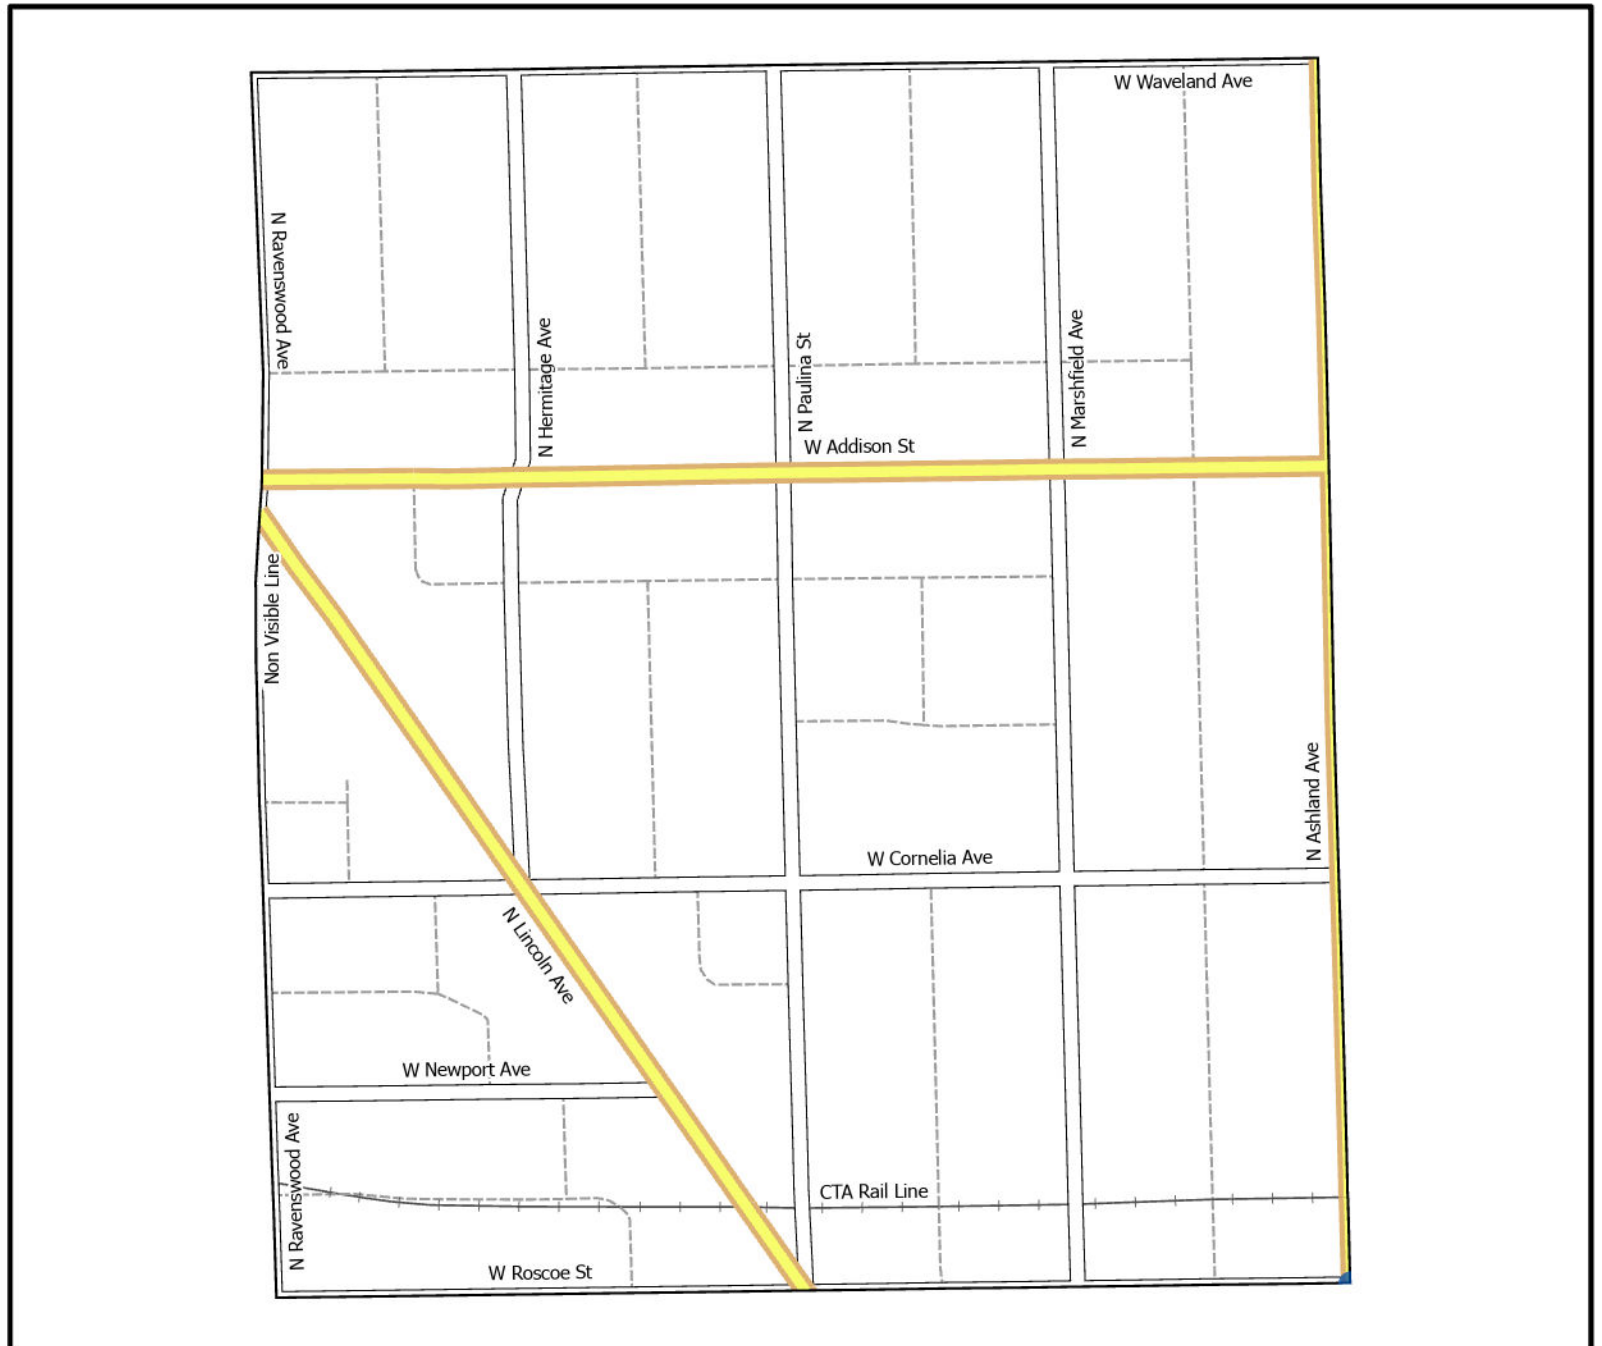 W Waveland Ave
N Ravenswood Ave
N Hermitage Ave
N Paulina St
N Marshfield Ave
W Addison St
Non Visible Line
N Ashland Ave
W Cornelia Ave
N Lincoln Ave
W Newport Ave
N Ravenswood Ave
CTA Rail Line
W Roscoe St